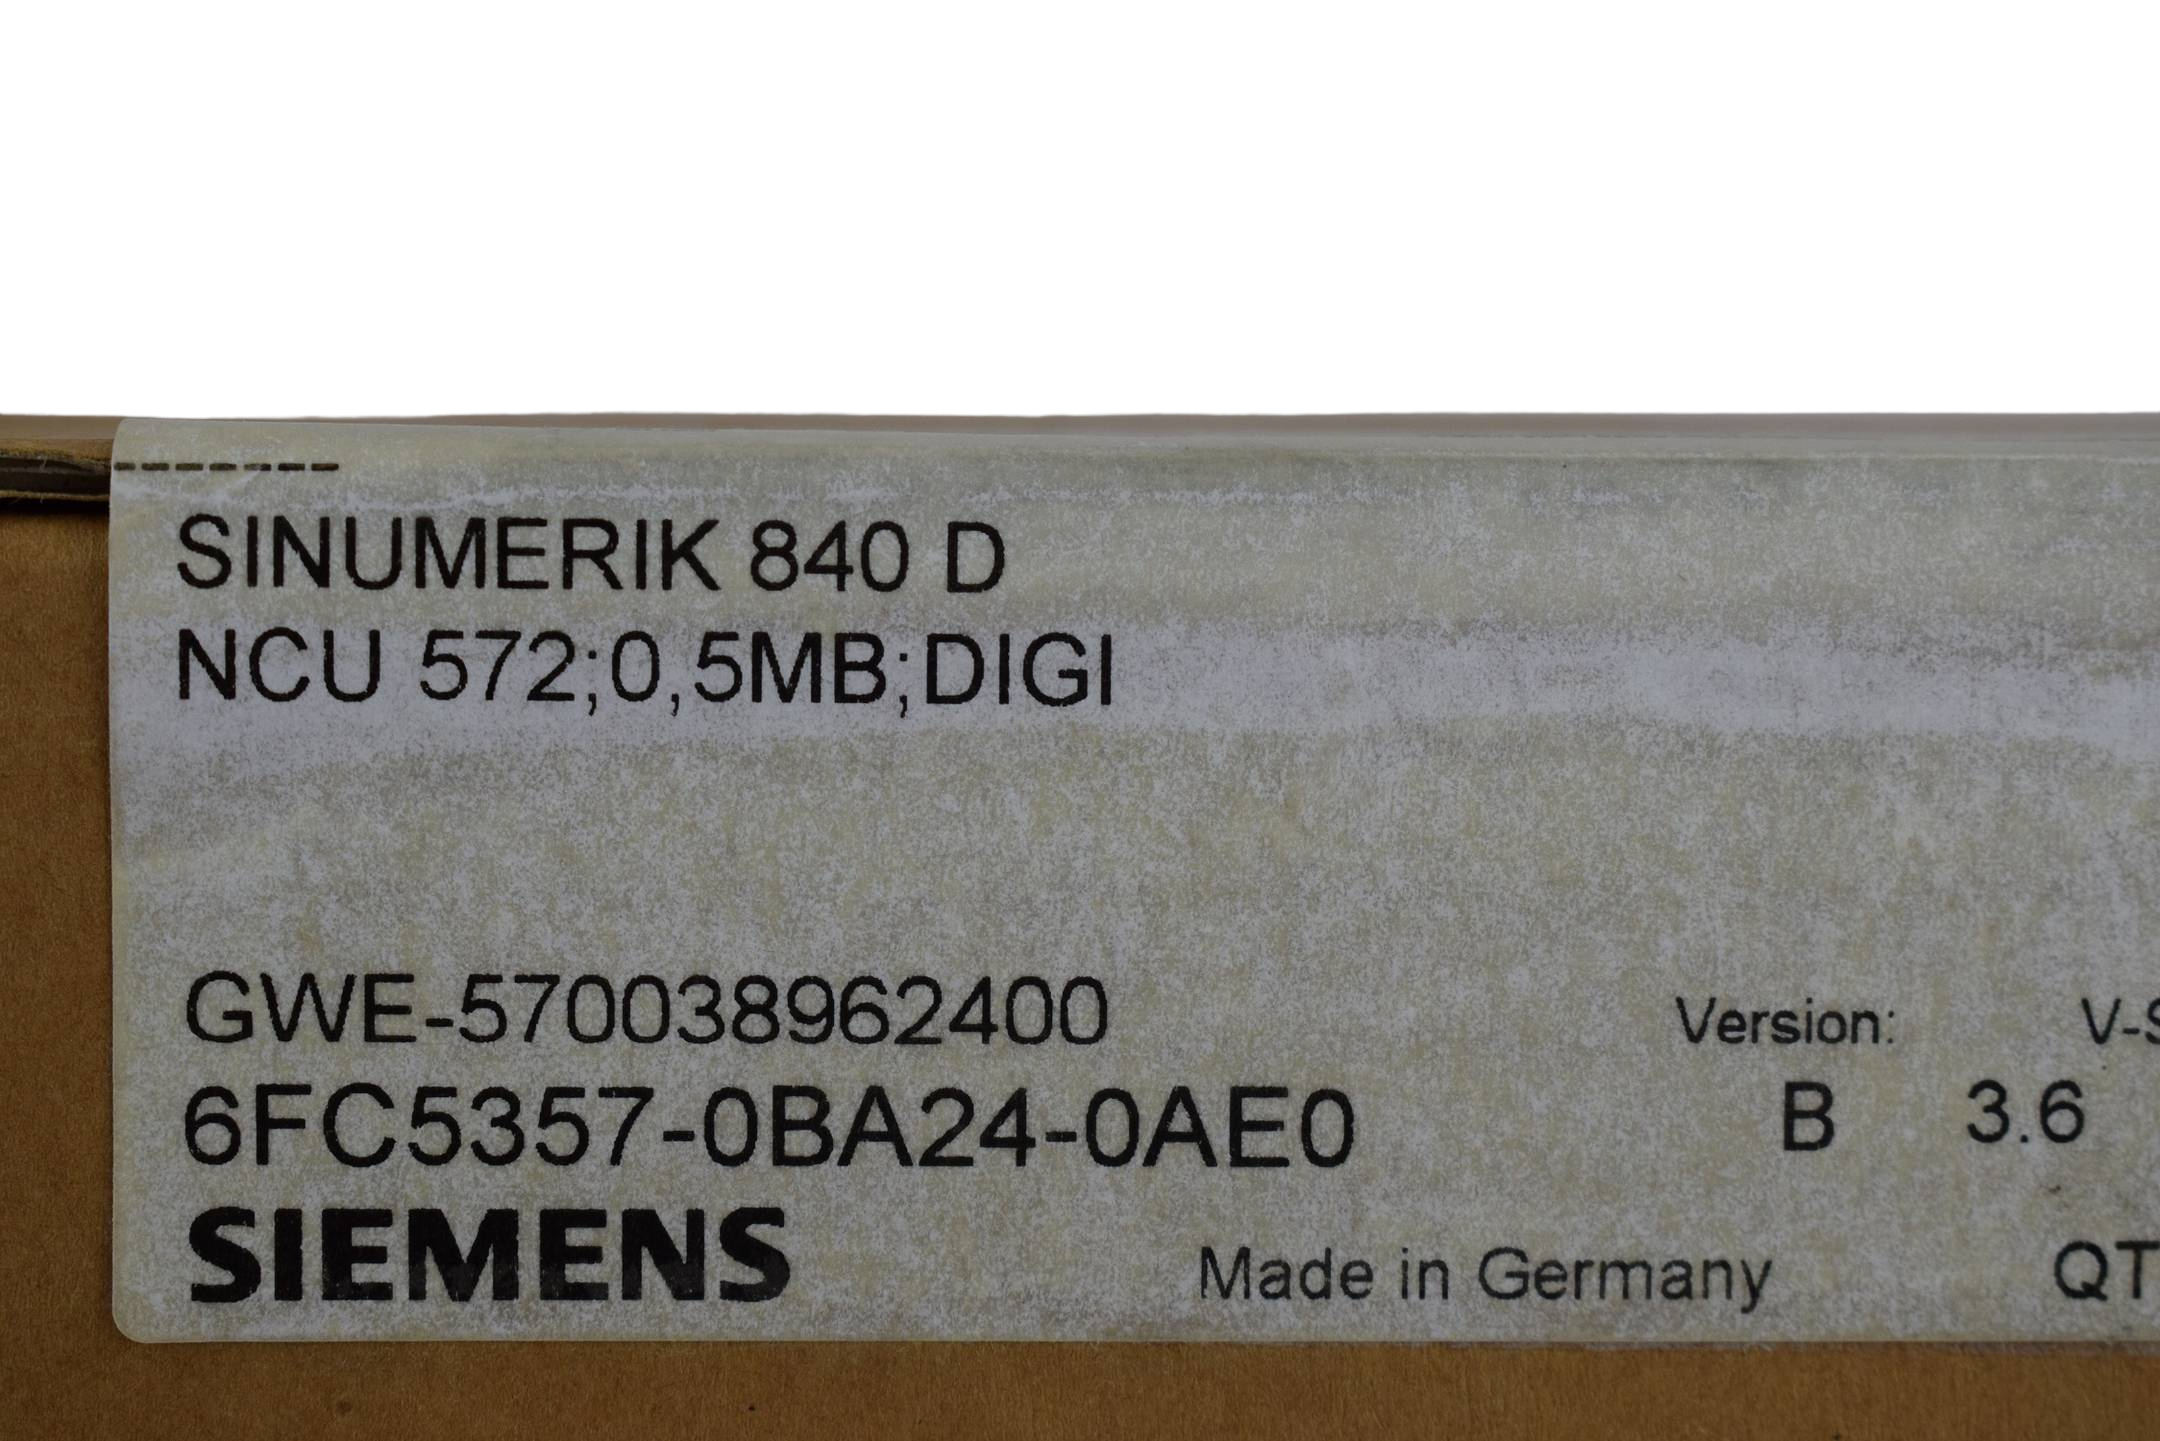 SINUMERIK 840 D
NCU 572;0,5MB;DIGI
GWE-570038962400
Version: V-S
6FC5357-0BA24-0AE0 B 3.6
SIEMENS Made in Germany QT